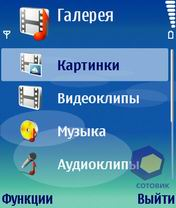 Галерея
Картинки
Видеоклипы
Музыка
Аудиоклипы
Функции
Выйти
СОТОВИК